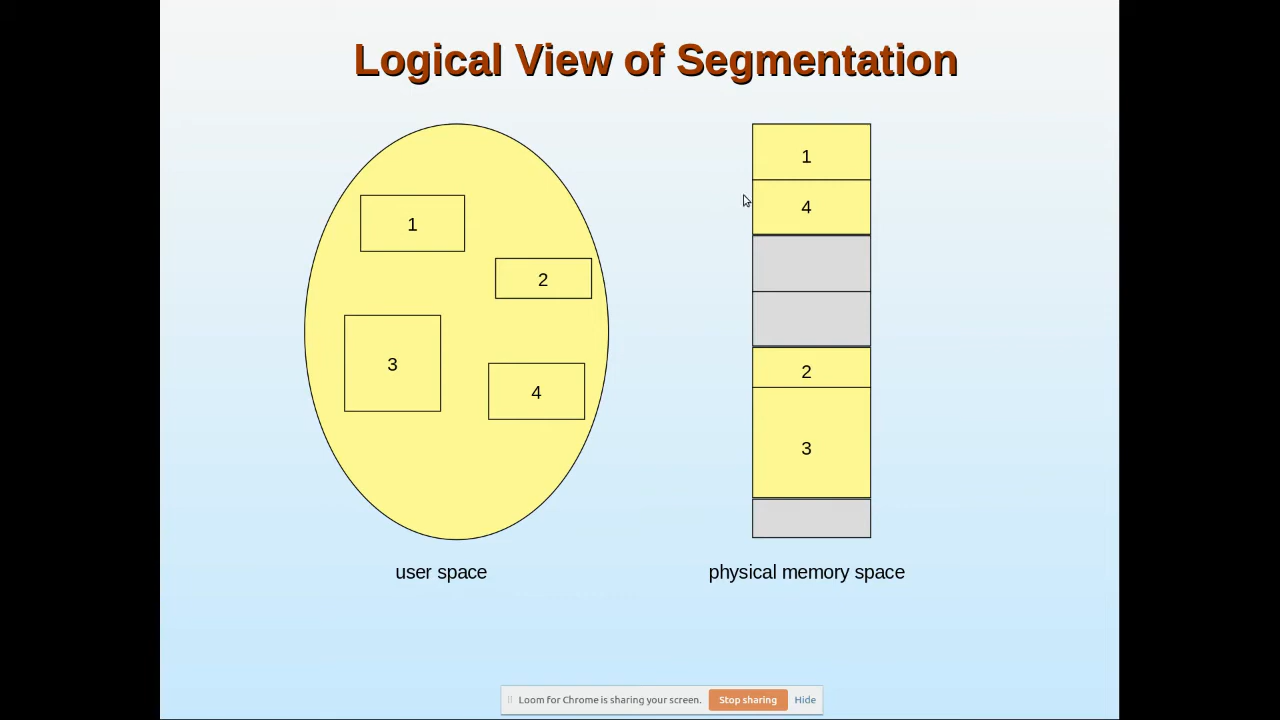 Logical View of Segmentation
1
2
3
4
user space
1
4
2
3
physical memory space
Loom for Chrome is sharing your screen. Stop sharing Hide